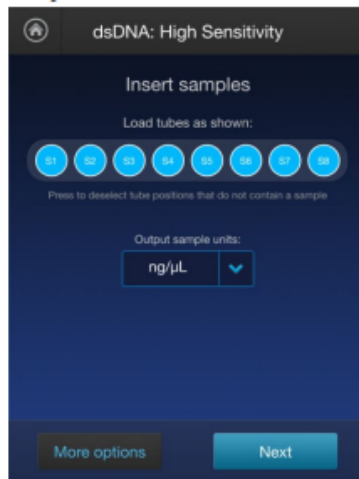 dsDNA: High Sensitivity
Insert samples
Load tubes as shown:
S1 S2 S3 S4 S5 S6 S7 S8
Press to deselect tube positions that do not contain a sample
Output sample units:
ng/µL
More options Next